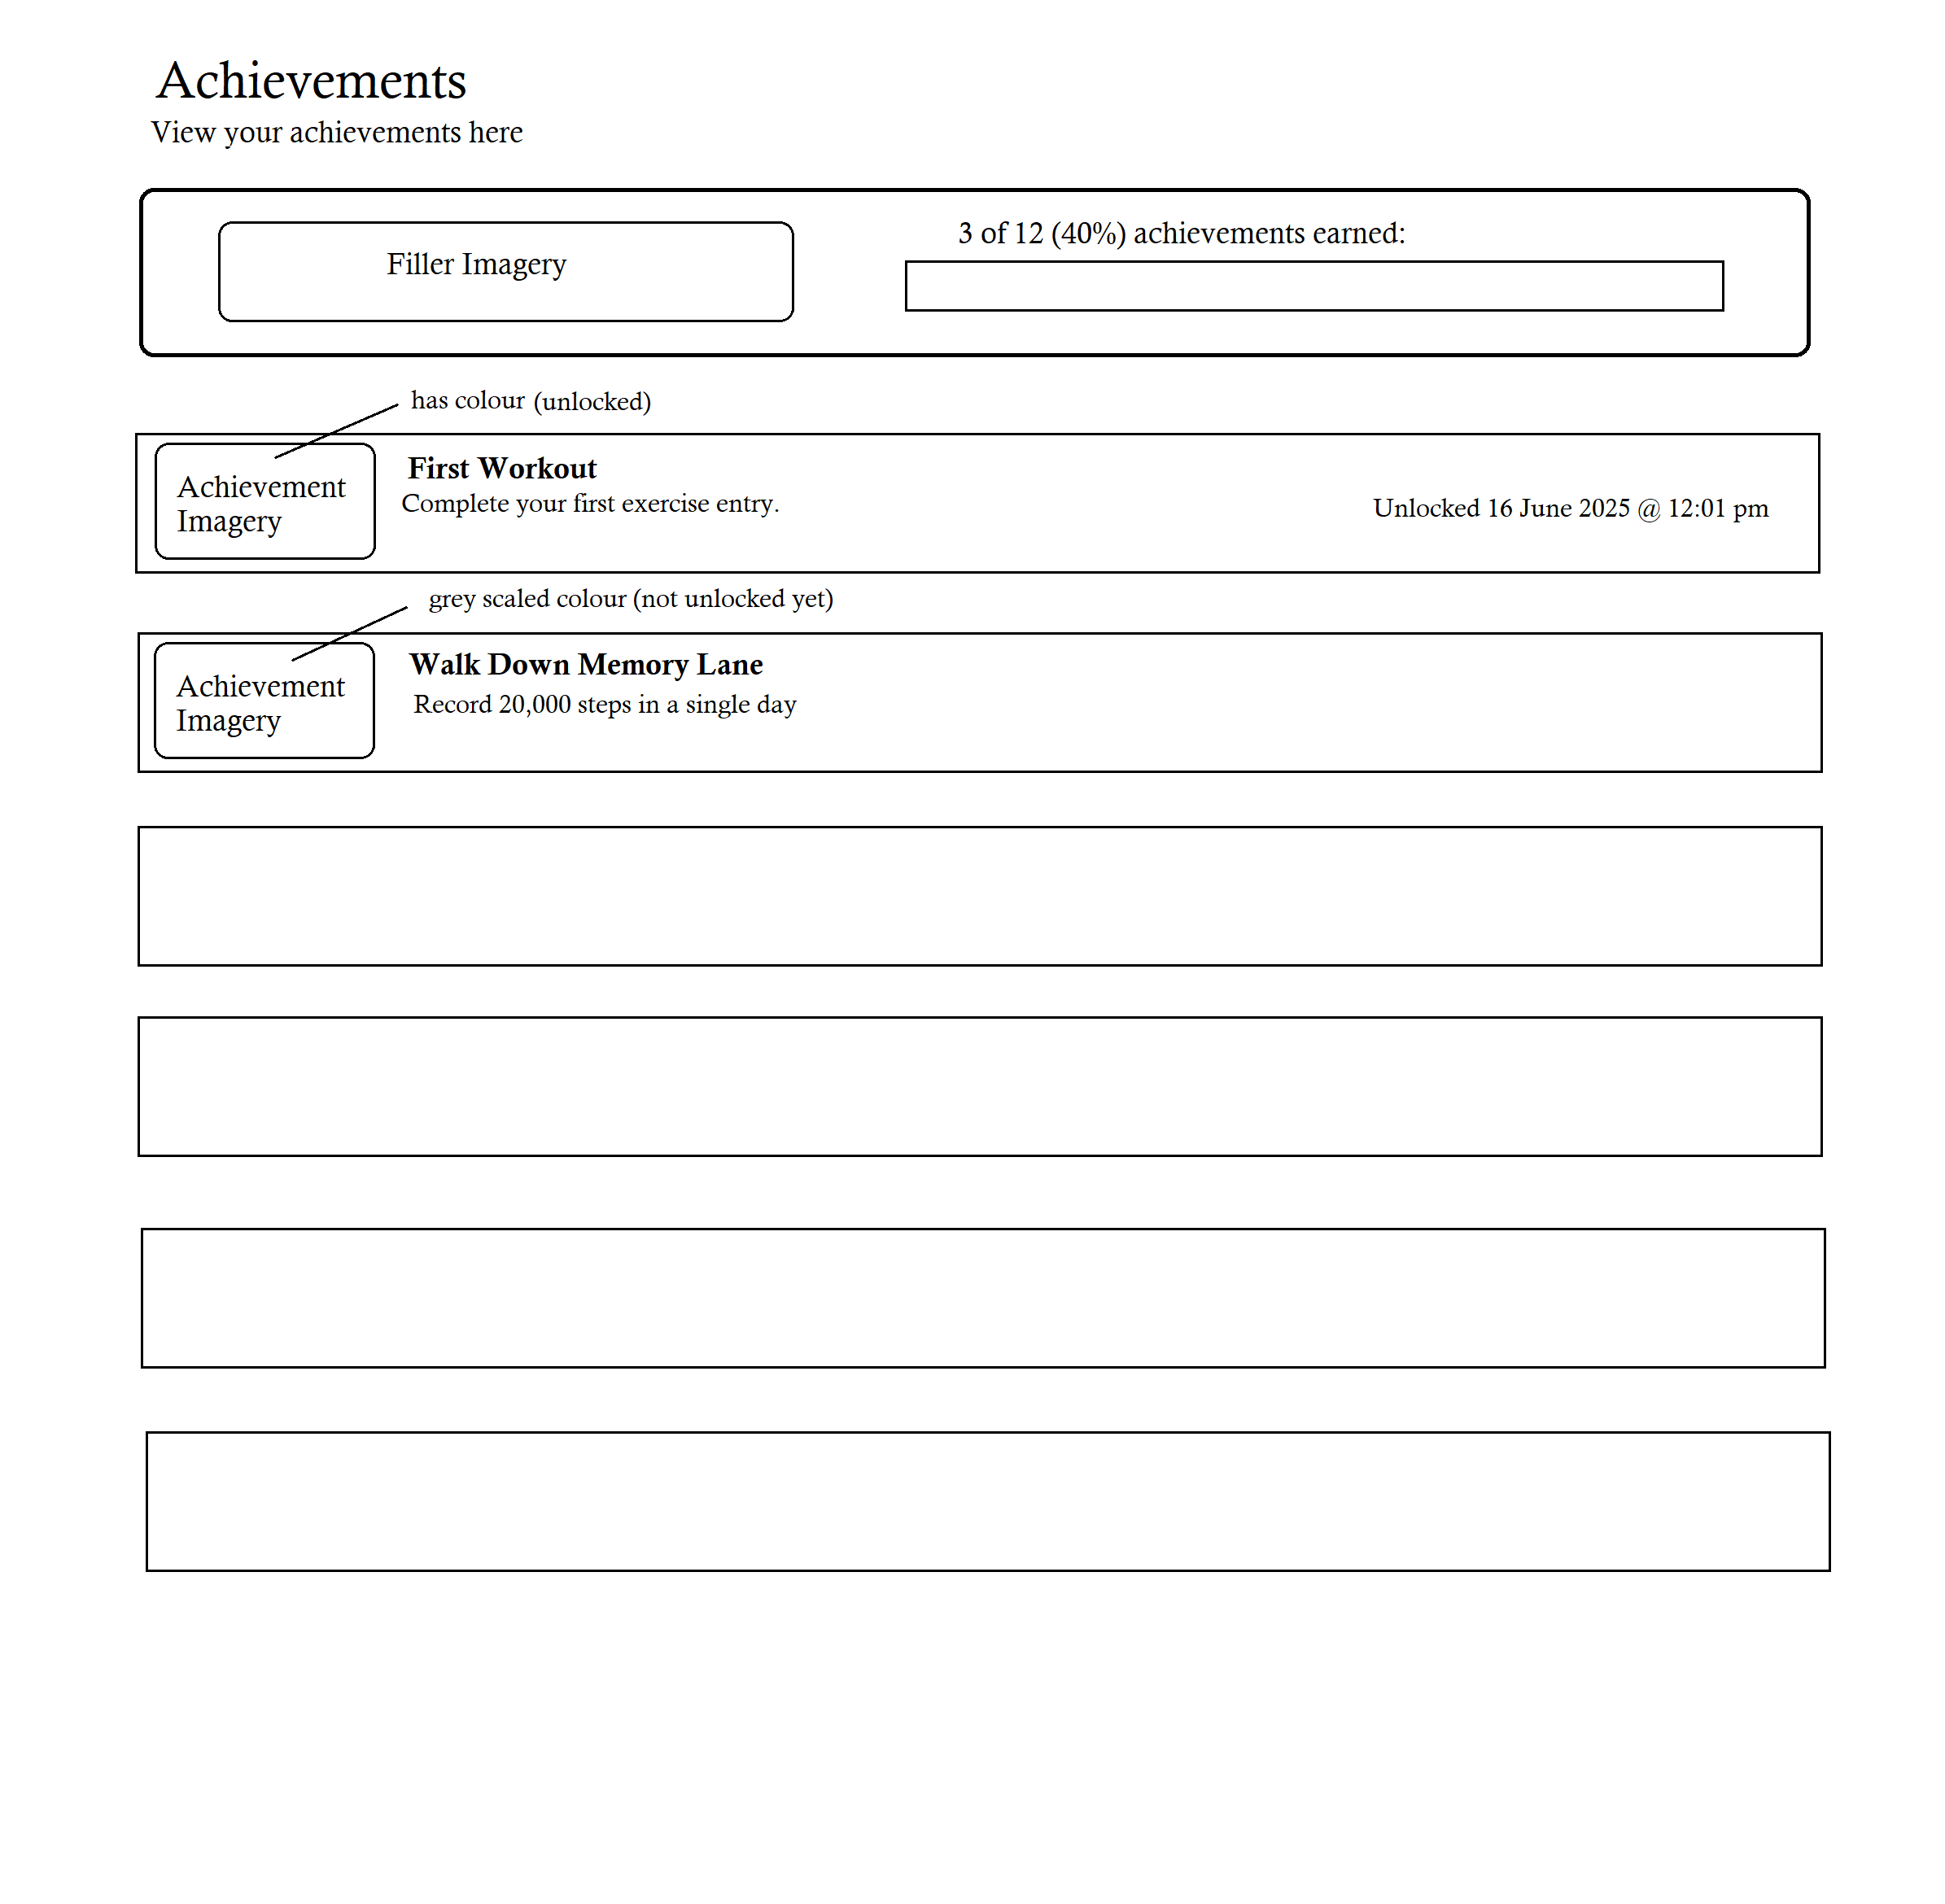 Achievements
View your achievements here
Filler Imagery
3 of 12 (40%) achievements earned:
has colour (unlocked)
Achievement
Imagery
First Workout
Complete your first exercise entry.
Unlocked 16 June 2025 @ 12:01 pm
grey scaled colour (not unlocked yet)
Achievement
Imagery
Walk Down Memory Lane
Record 20,000 steps in a single day